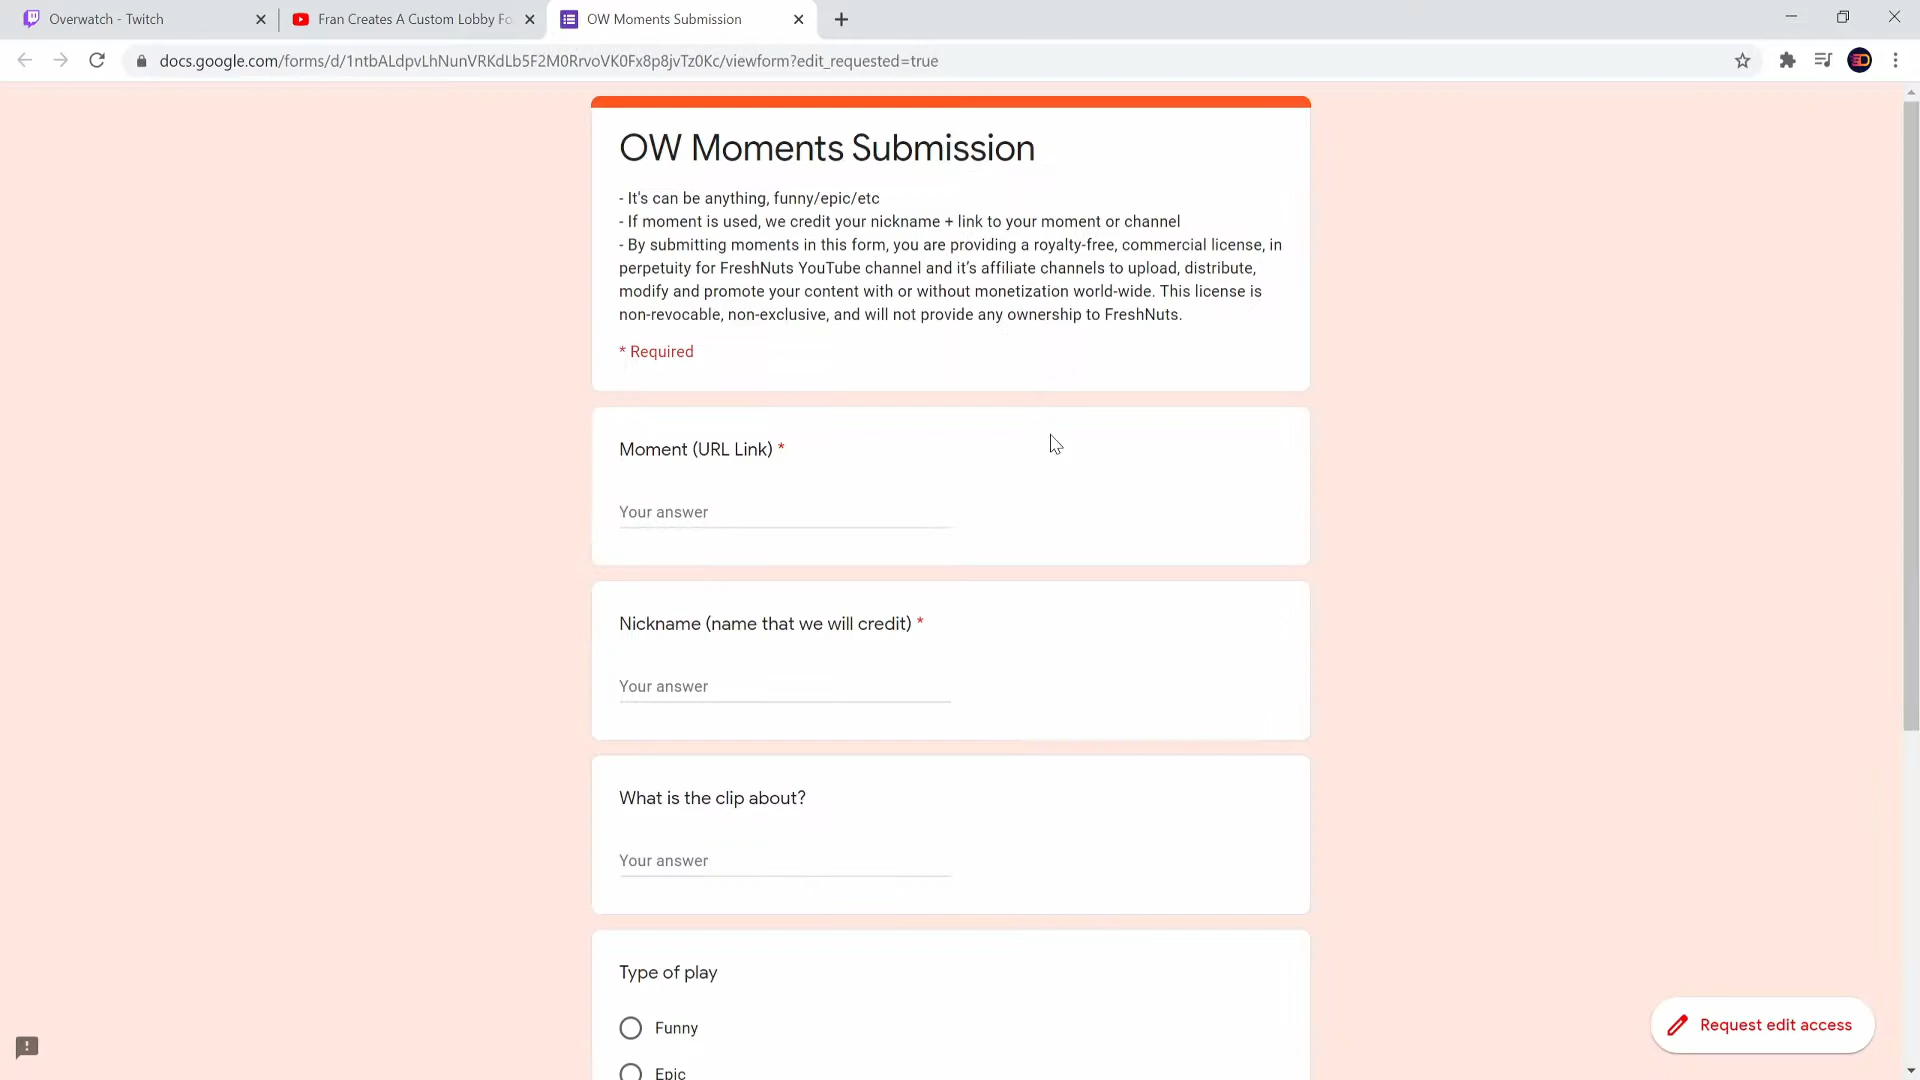 Overwatch - Twitch
Fran Creates A Custom Lobby Fo
OW Moments Submission
docs.google.com/forms/d/1ntbALdpvLhNunVRKdLb5F2M0RrvoVK0Fx8p8jvTz0Kc/viewform?edit_requested=true
OW Moments Submission
- It's can be anything, funny/epic/etc
- If moment is used, we credit your nickname + link to your moment or channel
- By submitting moments in this form, you are providing a royalty-free, commercial license, in
perpetuity for FreshNuts YouTube channel and it’s affiliate channels to upload, distribute,
modify and promote your content with or without monetization world-wide. This license is
non-revocable, non-exclusive, and will not provide any ownership to FreshNuts.
* Required
Moment (URL Link) *
Your answer
Nickname (name that we will credit) *
Your answer
What is the clip about?
Your answer
Type of play
Funny
Epic
Request edit access